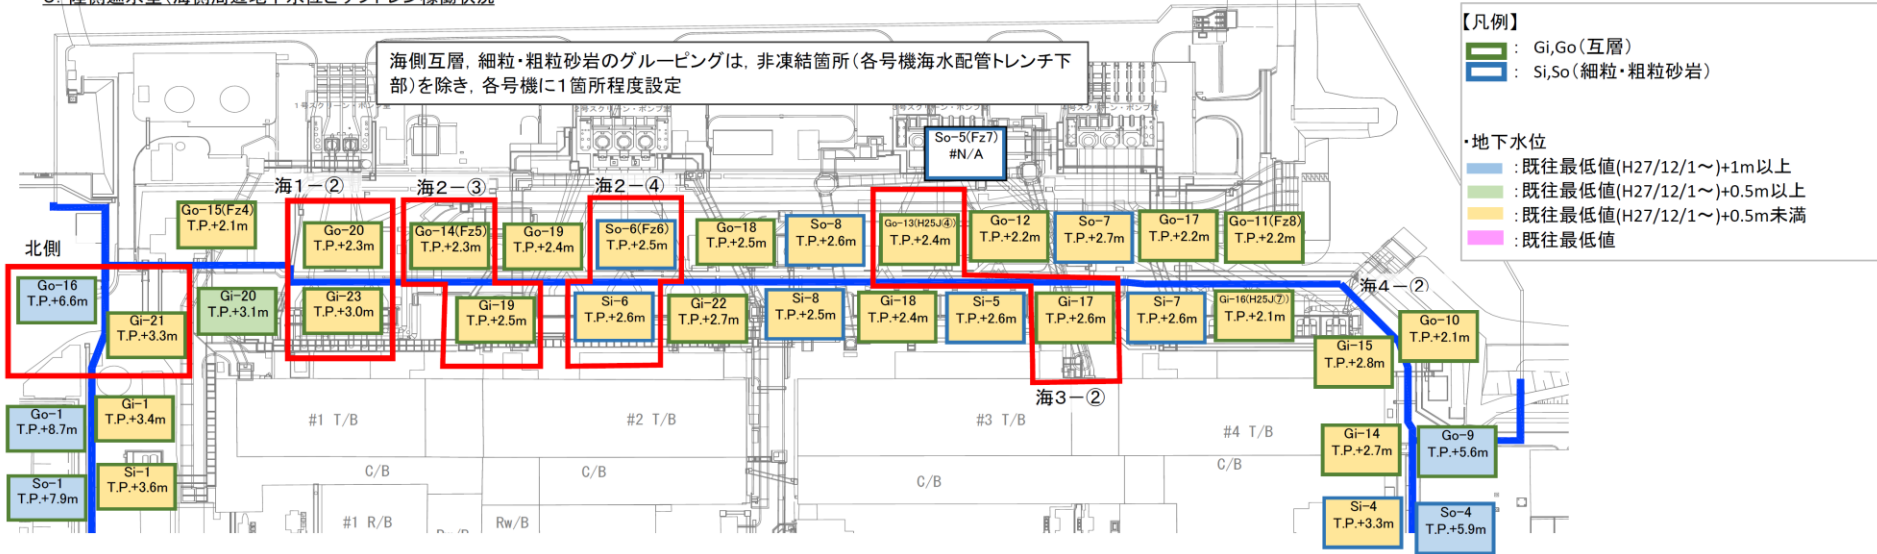 海側互層，細粒・粗粒砂岩のグルーピングは，非凍結箇所（各号機海水配管トレンチ下
部）を除き，各号機に1箇所程度設定
【凡例】
： Gi,Go（互層）
： Si,So（細粒・粗粒砂岩）
・地下水位
：既往最低値(H27/12/1～)+1m以上
：既往最低値(H27/12/1～)+0.5m以上
：既往最低値(H27/12/1～)+0.5m未満
：既往最低値
So-5(Fz7)
#N/A
海1-②
海2-③
海2-④
Go-15(Fz4)
T.P.+2.1m
Go-20
T.P.+2.3m
Go-14(Fz5)
T.P.+2.3m
Go-19
T.P.+2.4m
So-6(Fz6)
T.P.+2.5m
Go-18
T.P.+2.5m
So-8
T.P.+2.6m
Go-13(H25J④)
T.P.+2.4m
Go-12
T.P.+2.2m
So-7
T.P.+2.7m
Go-17
T.P.+2.2m
Go-11(Fz8)
T.P.+2.2m
北側
海4-②
Go-16
T.P.+6.6m
Gi-21
T.P.+3.3m
Gi-20
T.P.+3.1m
Gi-23
T.P.+3.0m
Gi-19
T.P.+2.5m
Si-6
T.P.+2.6m
Gi-22
T.P.+2.7m
Si-8
T.P.+2.5m
Gi-18
T.P.+2.4m
Si-5
T.P.+2.6m
Gi-17
T.P.+2.6m
Si-7
T.P.+2.6m
Gi-16(H25J⑦)
T.P.+2.1m
Gi-15
T.P.+2.8m
Go-10
T.P.+2.1m
海3-②
Go-1
T.P.+8.7m
Gi-1
T.P.+3.4m
#1 T/B
#2 T/B
#3 T/B
#4 T/B
Gi-14
T.P.+2.7m
Go-9
T.P.+5.6m
So-1
T.P.+7.9m
Si-1
T.P.+3.6m
C/B
C/B
C/B
C/B
#1 R/B
Rw/B
Si-4
T.P.+3.3m
So-4
T.P.+5.9m